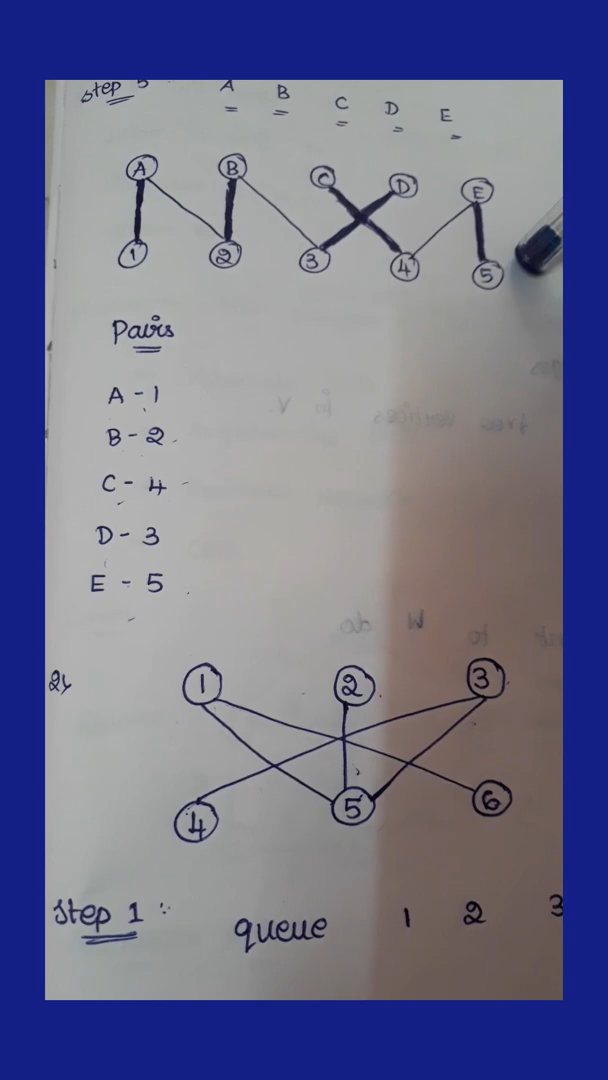 step 5 :
A B C D E
A B C D E
1 2 3 4 5
Pairs
A - 1
B - 2
C - 4
D - 3
E - 5
2)
1 2 3
4 5 6
step 1 :
queue 1 2 3